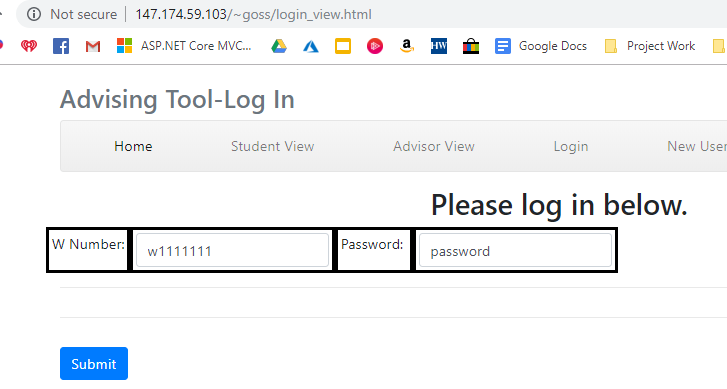 Not secure | 147.174.59.103/~goss/login_view.html
ASP.NET Core MVC... HW Google Docs Project Work
Advising Tool-Log In
Home Student View Advisor View Login New User
Please log in below.
W Number: w1111111 Password: password
Submit